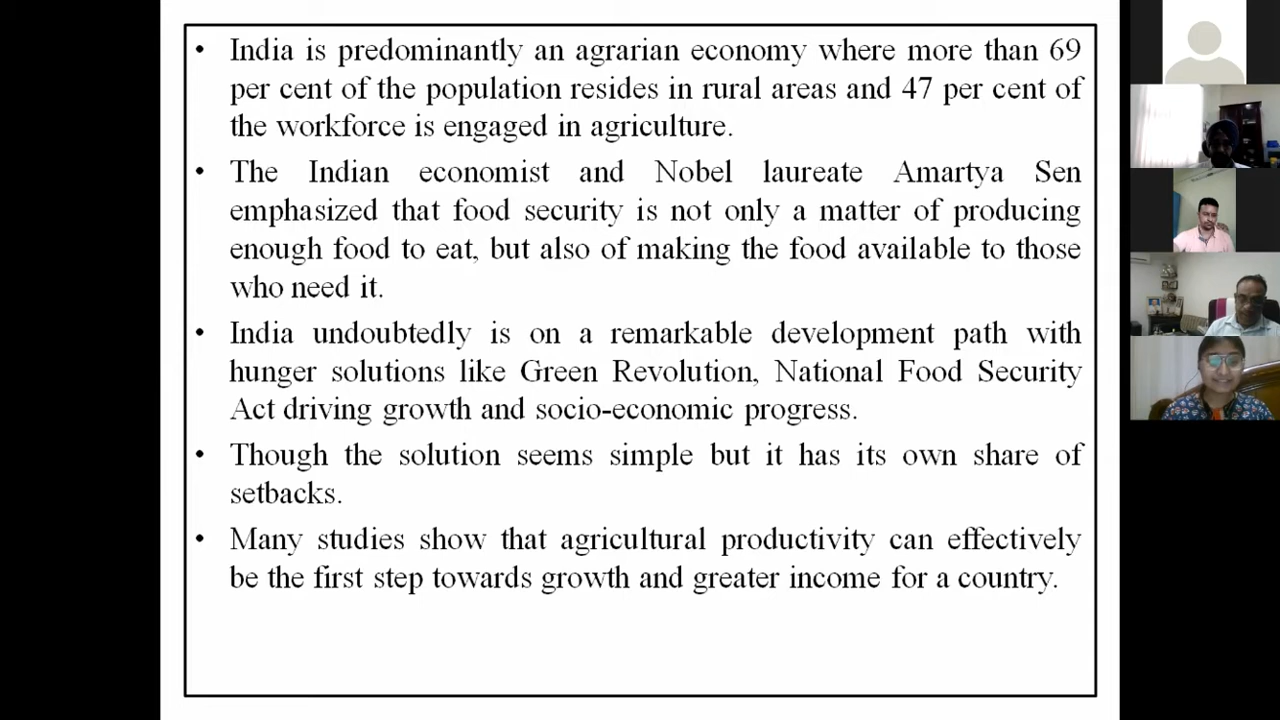 • India is predominantly an agrarian economy where more than 69
per cent of the population resides in rural areas and 47 per cent of
the workforce is engaged in agriculture.
• The Indian economist and Nobel laureate Amartya Sen
emphasized that food security is not only a matter of producing
enough food to eat, but also of making the food available to those
who need it.
• India undoubtedly is on a remarkable development path with
hunger solutions like Green Revolution, National Food Security
Act driving growth and socio-economic progress.
• Though the solution seems simple but it has its own share of
setbacks.
• Many studies show that agricultural productivity can effectively
be the first step towards growth and greater income for a country.